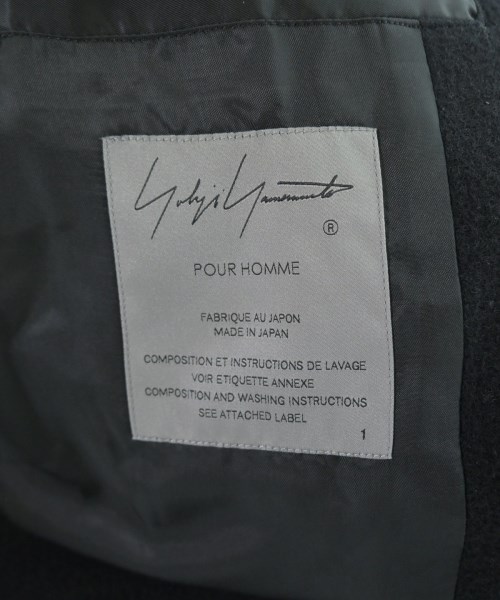 Yohji Yamamoto
®
POUR HOMME
FABRIQUE AU JAPON
MADE IN JAPAN
COMPOSITION ET INSTRUCTIONS DE LAVAGE
VOIR ETIQUETTE ANNEXE
COMPOSITION AND WASHING INSTRUCTIONS
SEE ATTACHED LABEL
1